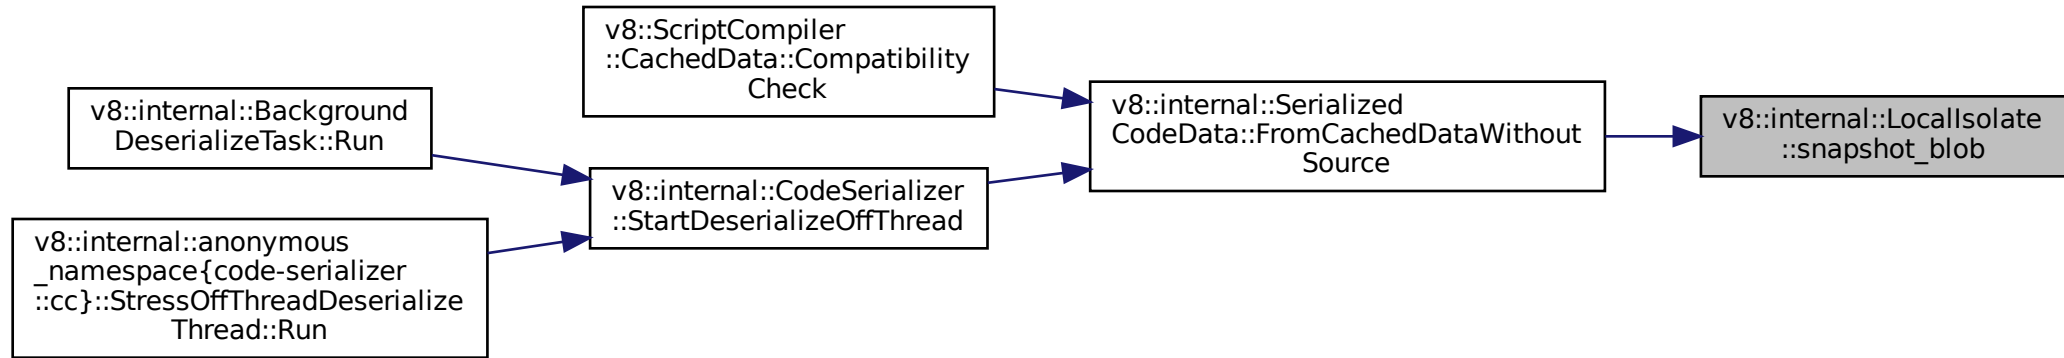 v8::ScriptCompiler
::CachedData::Compatibility
Check
v8::internal::Background
DeserializeTask::Run
v8::internal::Serialized
CodeData::FromCachedDataWithout
Source
v8::internal::LocalIsolate
::snapshot_blob
v8::internal::CodeSerializer
::StartDeserializeOffThread
v8::internal::anonymous
_namespace{code-serializer
::cc}::StressOffThreadDeserialize
Thread::Run